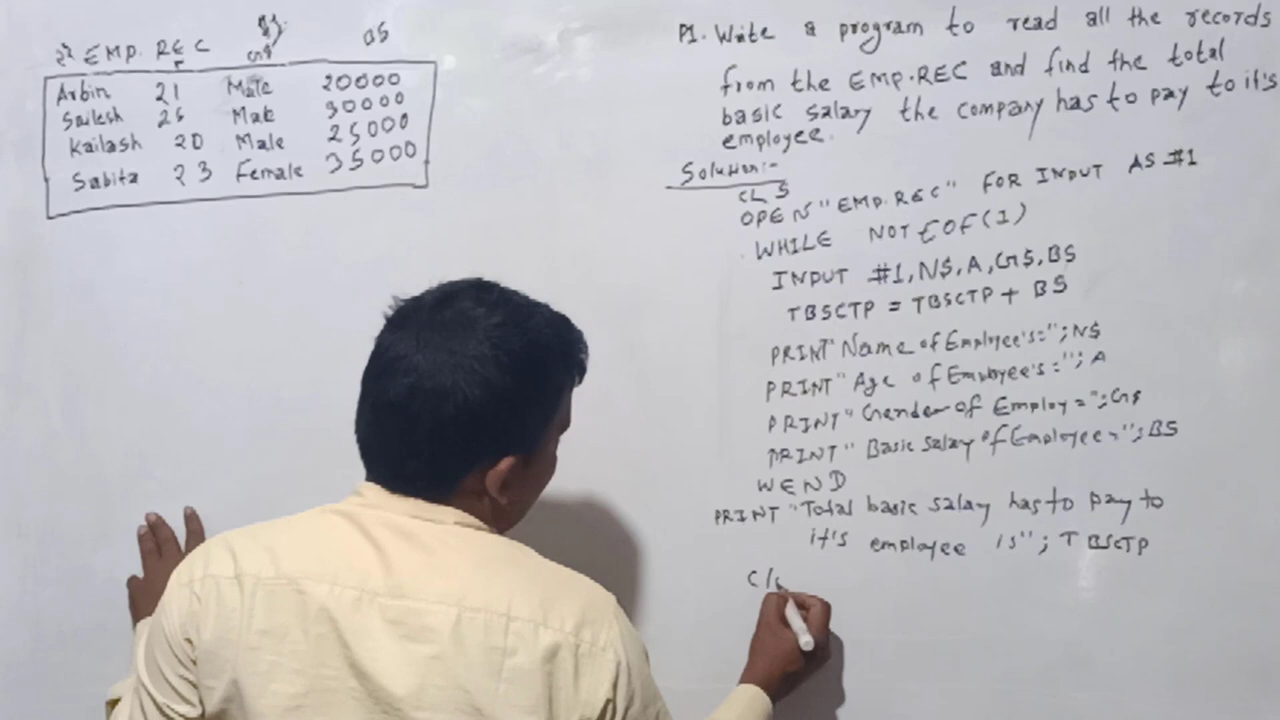 EMP. REC
BS
Arbin 21 Male 20000
Sailesh 25 Male 30000
Kailash 20 Male 25000
Sabita 23 Female 35000
P1. Write a program to read all the records
from the EMP.REC and find the total
basic salary the company has to pay to it's
employee.
Solution:-
CLS
OPEN "EMP.REC" FOR INPUT AS #1
WHILE NOT EOF(1)
INPUT #1, N$, A, G$, BS
TBSCTP = TBSCTP + BS
PRINT "Name of Employee's="; N$
PRINT "Age of Employee's="; A
PRINT "Gender of Employ="; G$
PRINT "Basic Salary of Employee="; BS
WEND
PRINT "Total basic salay has to pay to
it's employee is"; TBSCTP